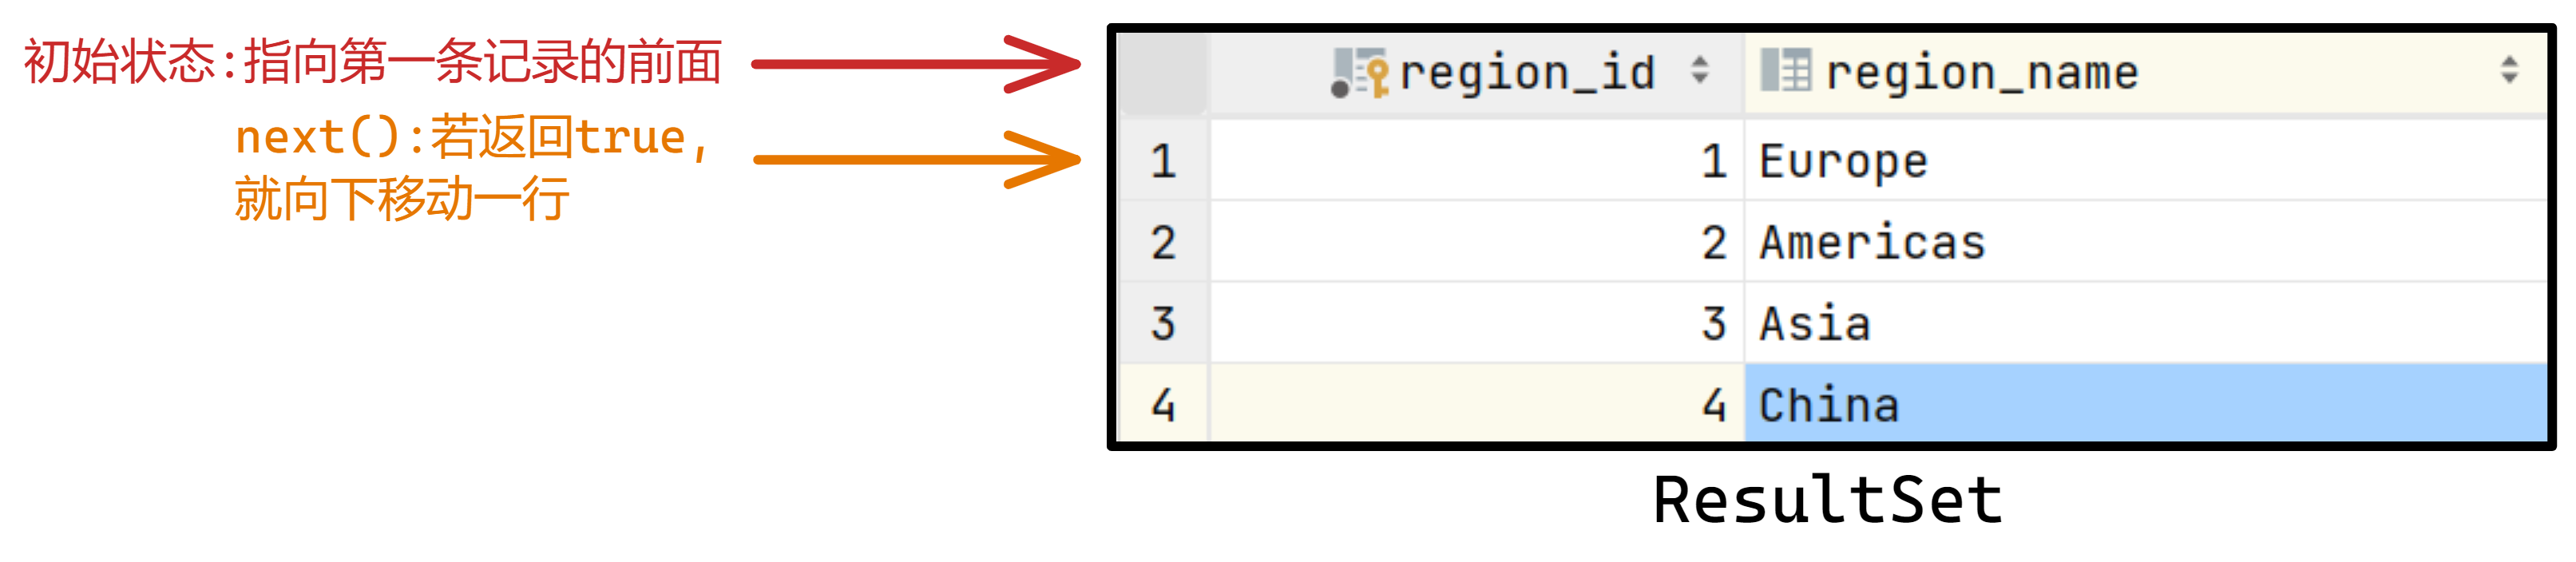 初始状态:指向第一条记录的前面
next():若返回true,
就向下移动一行
region_id region_name
1 1 Europe
2 2 Americas
3 3 Asia
4 4 China
ResultSet